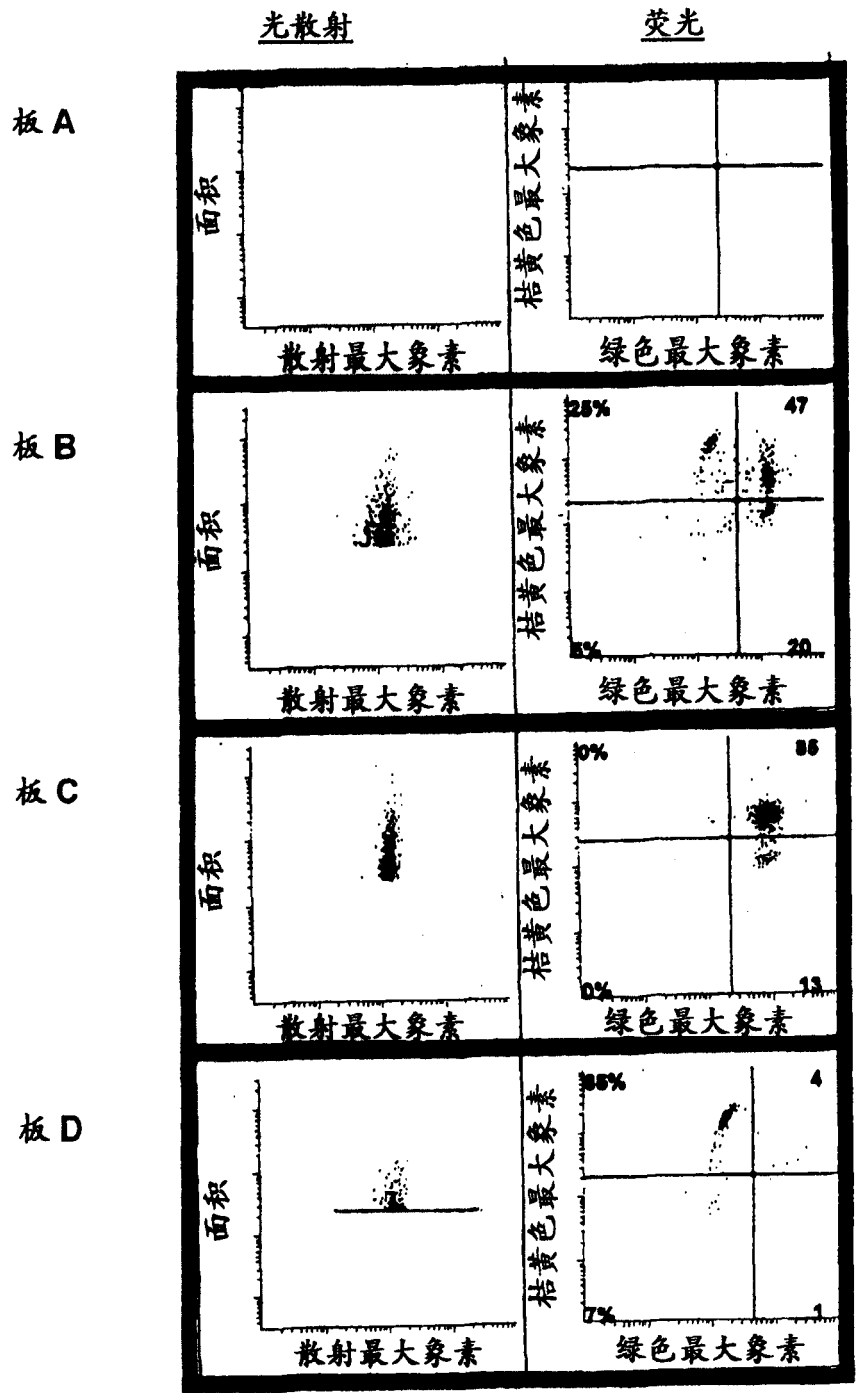 光散射
荧光
板 A
面积
散射最大象素
桔黄色最大象素
绿色最大象素
板 B
面积
散射最大象素
桔黄色最大象素
25%
47
5%
20
绿色最大象素
板 C
面积
散射最大象素
桔黄色最大象素
0%
0%
13
绿色最大象素
板 D
面积
散射最大象素
桔黄色最大象素
4
7%
1
绿色最大象素